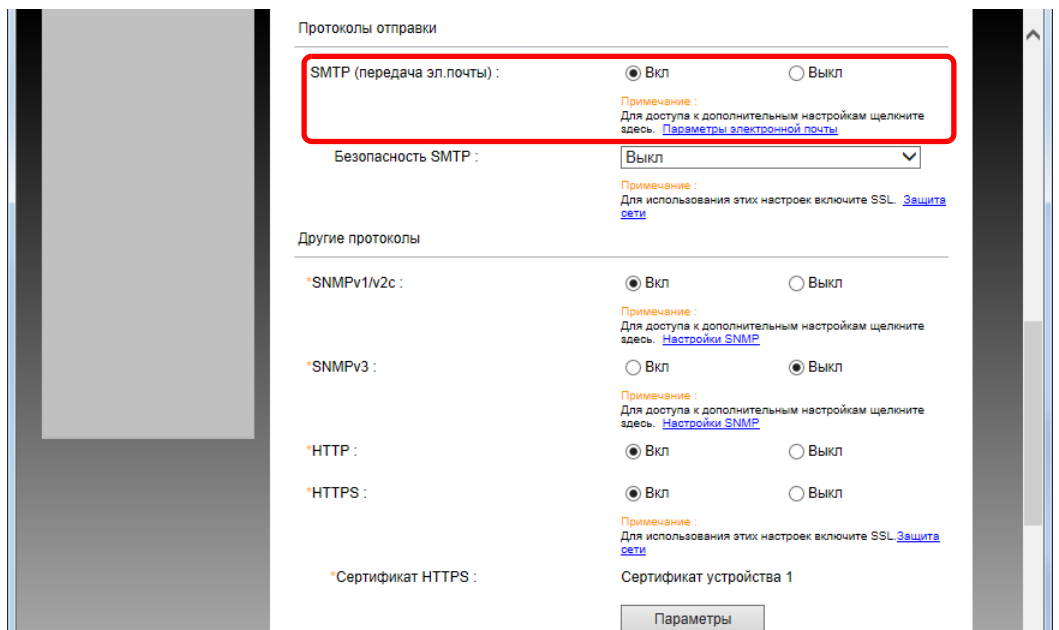 Протоколы отправки
SMTP (передача эл.почты) : Вкл Выкл
Примечание :
Для доступа к дополнительным настройкам щелкните
здесь. Параметры электронной почты
Безопасность SMTP : Выкл
Примечание :
Для использования этих настроек включите SSL. Защита
сети
Другие протоколы
*SNMPv1/v2c : Вкл Выкл
Примечание :
Для доступа к дополнительным настройкам щелкните
здесь. Настройки SNMP
*SNMPv3 : Вкл Выкл
Примечание :
Для доступа к дополнительным настройкам щелкните
здесь. Настройки SNMP
*HTTP : Вкл Выкл
*HTTPS : Вкл Выкл
Примечание :
Для использования этих настроек включите SSL.Защита
сети
*Сертификат HTTPS : Сертификат устройства 1
Параметры